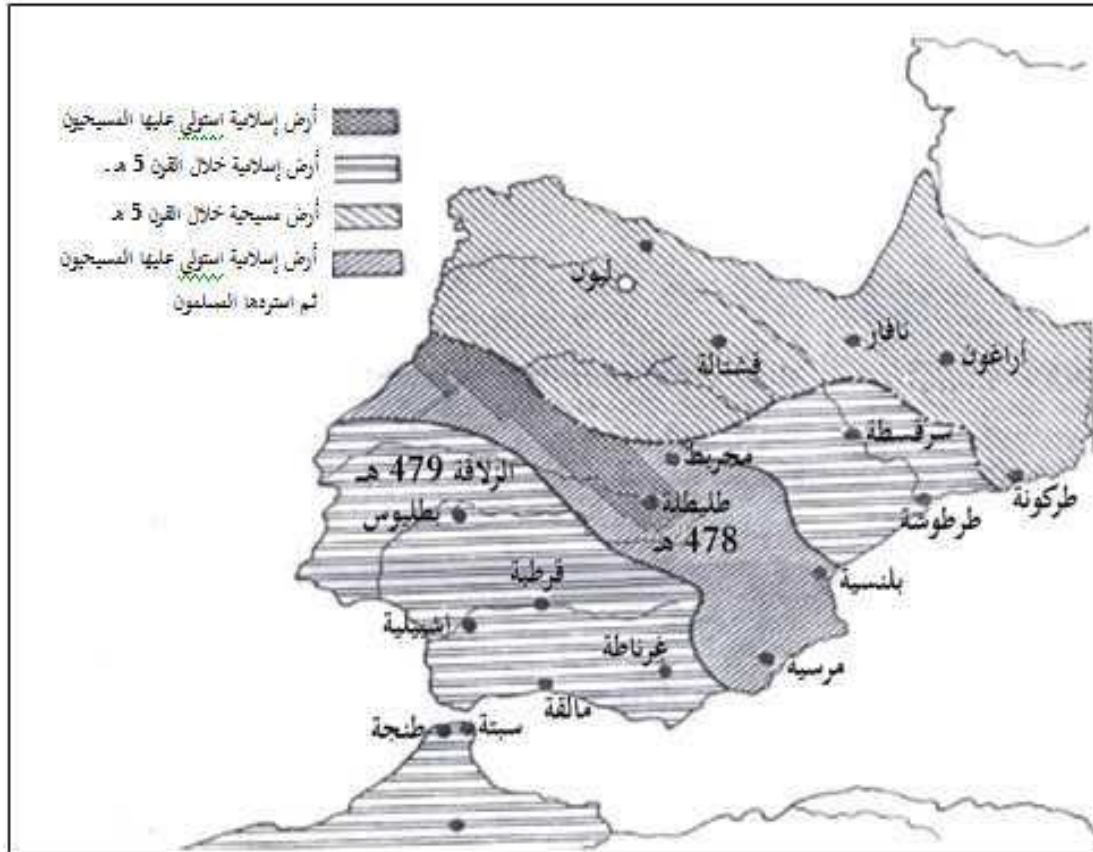 أرض إسلامية استولى عليها المسيحيون
أرض إسلامية خلال القرن 5 هـ
أرض مسيحية خلال القرن 5 هـ
أرض إسلامية استولى عليها المسيحيون
ثم استردها المسلمون
ليون
نافار
أراغون
قشتالة
سرقسطة
مجريط
طركونة
الزلاقة 479 هـ
طليطلة
طرطوشة
بطليوس
478 هـ
بلنسية
قرطبة
اشبيلية
غرناطة
مرسية
مالقة
سبتة
طنجة